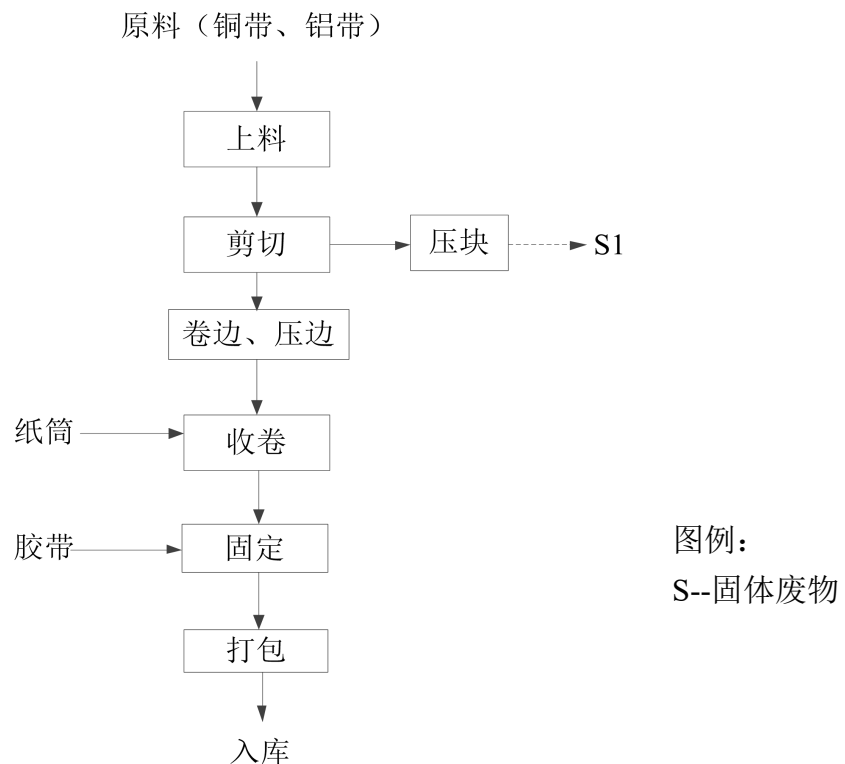 原料（铜带、铝带）
上料
剪切
压块
S1
卷边、压边
纸筒
收卷
胶带
固定
图例：
S--固体废物
打包
入库